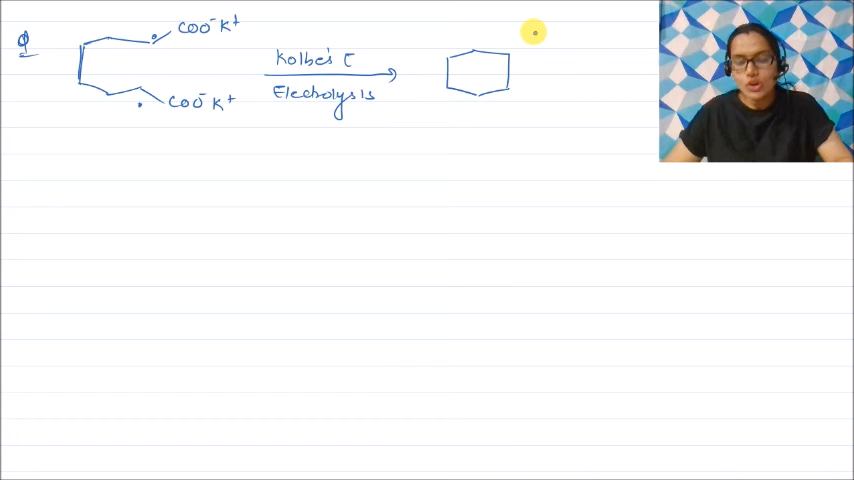 Q
COO⁻K⁺
COO⁻K⁺
Kolbe's E
Electrolysis